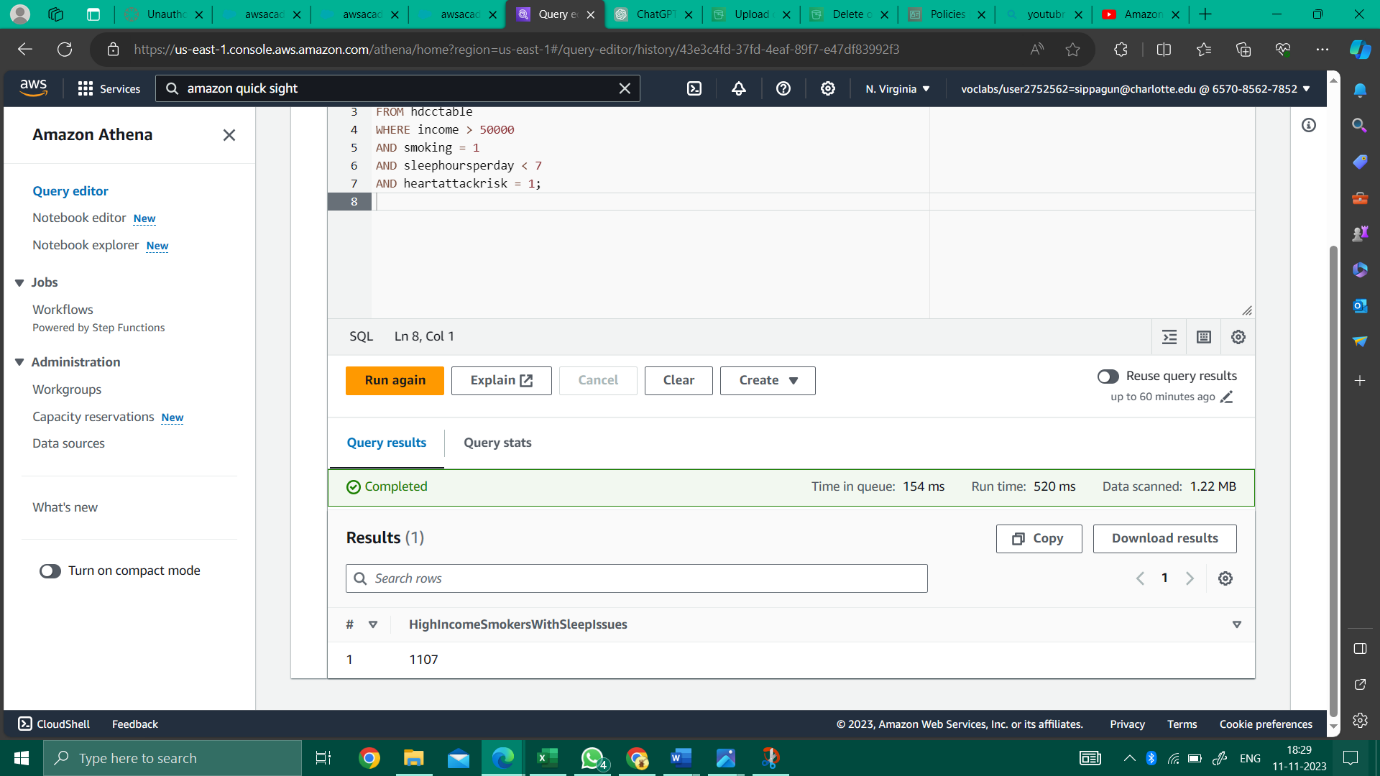 Unautho
awsacad
awsacad
awsacad
Query e
ChatGPT
Upload
Delete o
Policies
youtube
Amazon
https://us-east-1.console.aws.amazon.com/athena/home?region=us-east-1#/query-editor/history/43e3c4fd-37fd-4eaf-89f7-e47df83992f3
aws
Services
amazon quick sight
N. Virginia
voclabs/user2752562=sippagun@charlotte.edu @ 6570-8562-7852
Amazon Athena
Query editor
Notebook editor New
Notebook explorer New
Jobs
Workflows
Powered by Step Functions
Administration
Workgroups
Capacity reservations New
Data sources
What's new
Turn on compact mode
3 FROM hdcctable
4 WHERE income > 50000
5 AND smoking = 1
6 AND sleephoursperday < 7
7 AND heartattackrisk = 1;
8
SQL Ln 8, Col 1
Run again
Explain
Cancel
Clear
Create
Reuse query results
up to 60 minutes ago
Query results
Query stats
Completed
Time in queue: 154 ms
Run time: 520 ms
Data scanned: 1.22 MB
Results (1)
Copy
Download results
Search rows
1
# HighIncomeSmokersWithSleepIssues
1 1107
CloudShell
Feedback
© 2023, Amazon Web Services, Inc. or its affiliates.
Privacy
Terms
Cookie preferences
Type here to search
4
ENG
18:29
11-11-2023